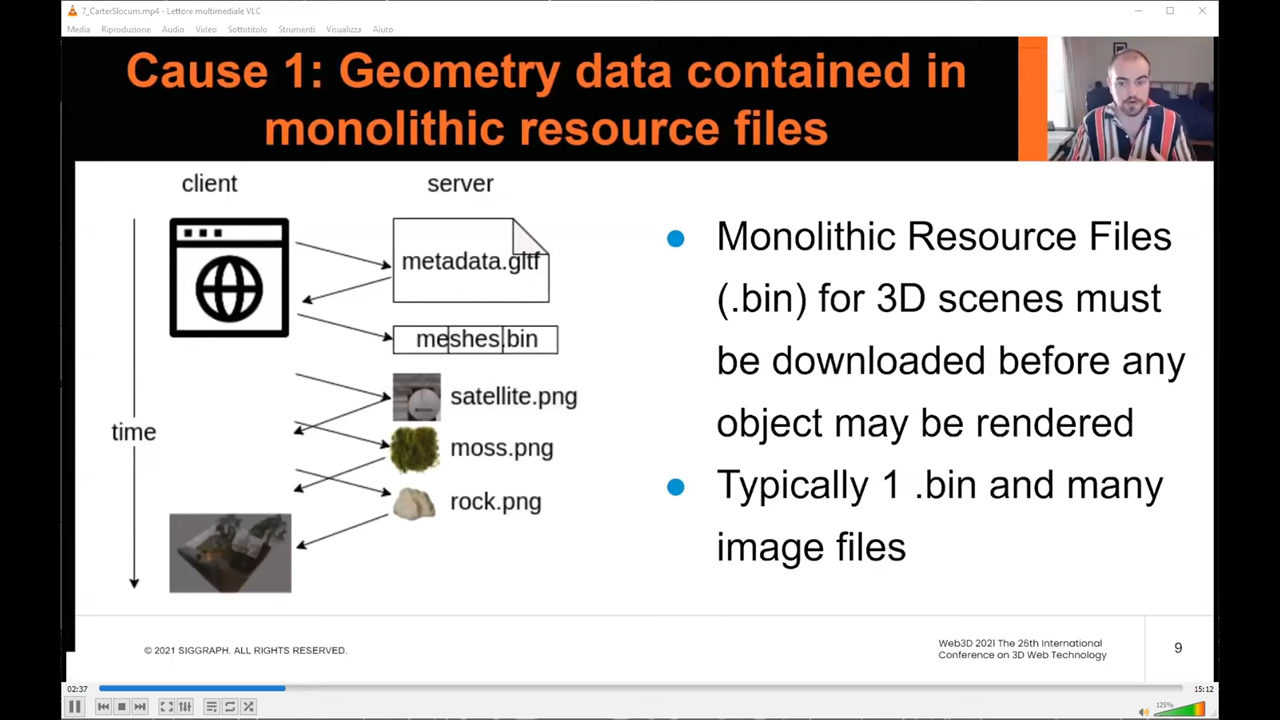 7_CarterSlocum.mp4 - Lettore multimediale VLC
Media Riproduzione Audio Video Sottotitolo Strumenti Visualizza Aiuto
Cause 1: Geometry data contained in
monolithic resource files
client
server
metadata.gltf
meshes.bin
satellite.png
moss.png
rock.png
time
Monolithic Resource Files
(.bin) for 3D scenes must
be downloaded before any
object may be rendered
Typically 1 .bin and many
image files
© 2021 SIGGRAPH. ALL RIGHTS RESERVED.
Web3D 2021 The 26th International
Conference on 3D Web Technology
9
02:37
15:12
125%